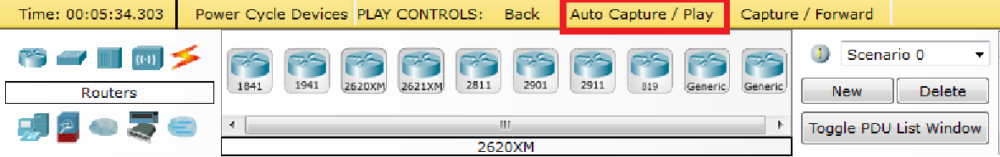 Time: 00:05:34.303 Power Cycle Devices PLAY CONTROLS: Back Auto Capture / Play Capture / Forward
Routers
1841 1941 2620XM 2621XM 2811 2901 2911 819 Generic Generic
2620XM
Scenario 0
New Delete
Toggle PDU List Window